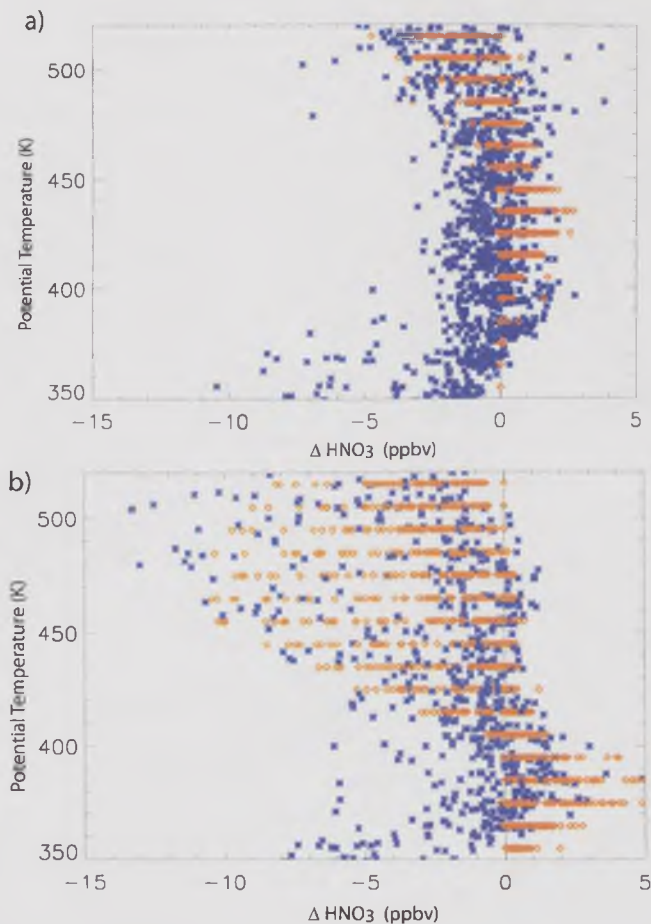 a)
500
450
400
350
Potential Temperature (K)
−15 −10 −5 0 5
Δ HNO3 (ppbv)
b)
500
450
400
350
Potential Temperature (K)
−15 −10 −5 0 5
Δ HNO3 (ppbv)